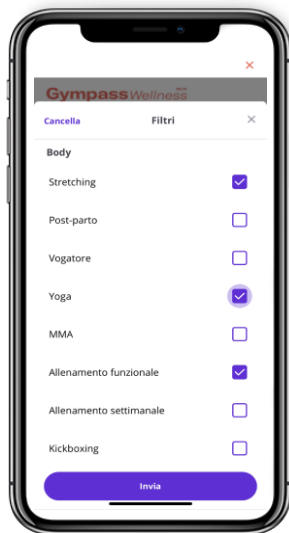 Gympass Wellness
Cancella Filtri
Body
Stretching
Post-parto
Vogatore
Yoga
MMA
Allenamento funzionale
Allenamento settimanale
Kickboxing
Invia